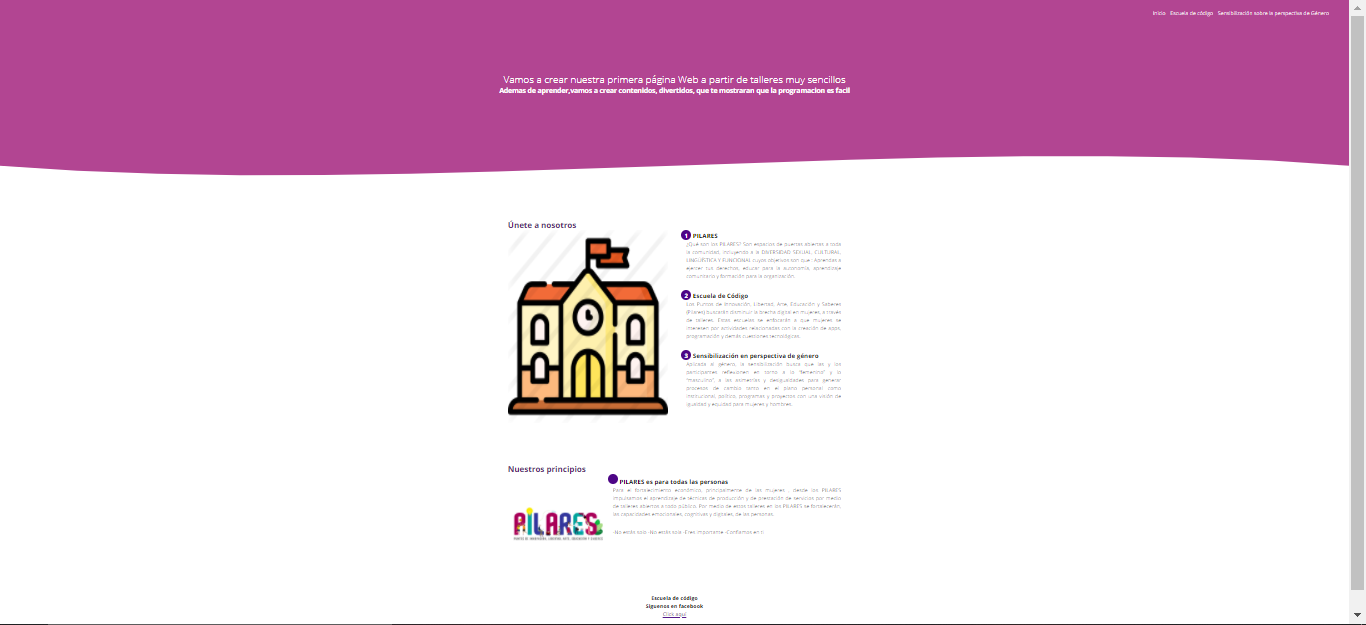 Inicio Escuela de código Sensibilización sobre la perspectiva de Género
Vamos a crear nuestra primera página Web a partir de talleres muy sencillos
Ademas de aprender,vamos a crear contenidos, divertidos, que te mostraran que la programacion es facil
Únete a nosotros
1 PILARES
¿Qué son los PILARES? Son espacios de puertas abiertas a toda
la comunidad, incluyendo a la DIVERSIDAD SEXUAL, CULTURAL,
LINGÜÍSTICA Y FUNCIONAL cuyos objetivos son que: Aprendas a
ejercer tus derechos, educar para la autonomía, aprendizaje
comunitario y formación para la organización.
2 Escuela de Código
Los Puntos de Innovación, Libertad, Arte, Educación y Saberes
(Pilares) buscarán disminuir la brecha digital en mujeres, a través
de talleres. Estas escuelas se enfocarán a que mujeres se
interesen por actividades relacionadas con la creación de apps,
programación y demás cuestiones tecnológicas.
3 Sensibilización en perspectiva de género
Aplicada al género, la sensibilización busca que las y los
participantes reflexionen en torno a lo "femenino" y lo
"masculino", a las asimetrías y desigualdades para generar
procesos de cambio tanto en el plano personal como
institucional, político, programas y proyectos con una visión de
igualdad y equidad para mujeres y hombres.
Nuestros principios
PILARES es para todas las personas
Para el fortalecimiento económico, principalmente de las mujeres , desde los PILARES
impulsamos el aprendizaje de técnicas de producción y de prestación de servicios por medio
de talleres abiertos a todo público. Por medio de estos talleres en los PILARES se fortalecerán,
las capacidades emocionales, cognitivas y digitales, de las personas.
PILARES
No estás solo -No estás sola -Eres importante -Confiamos en ti
Escuela de código
Siguenos en facebook
Click aquí